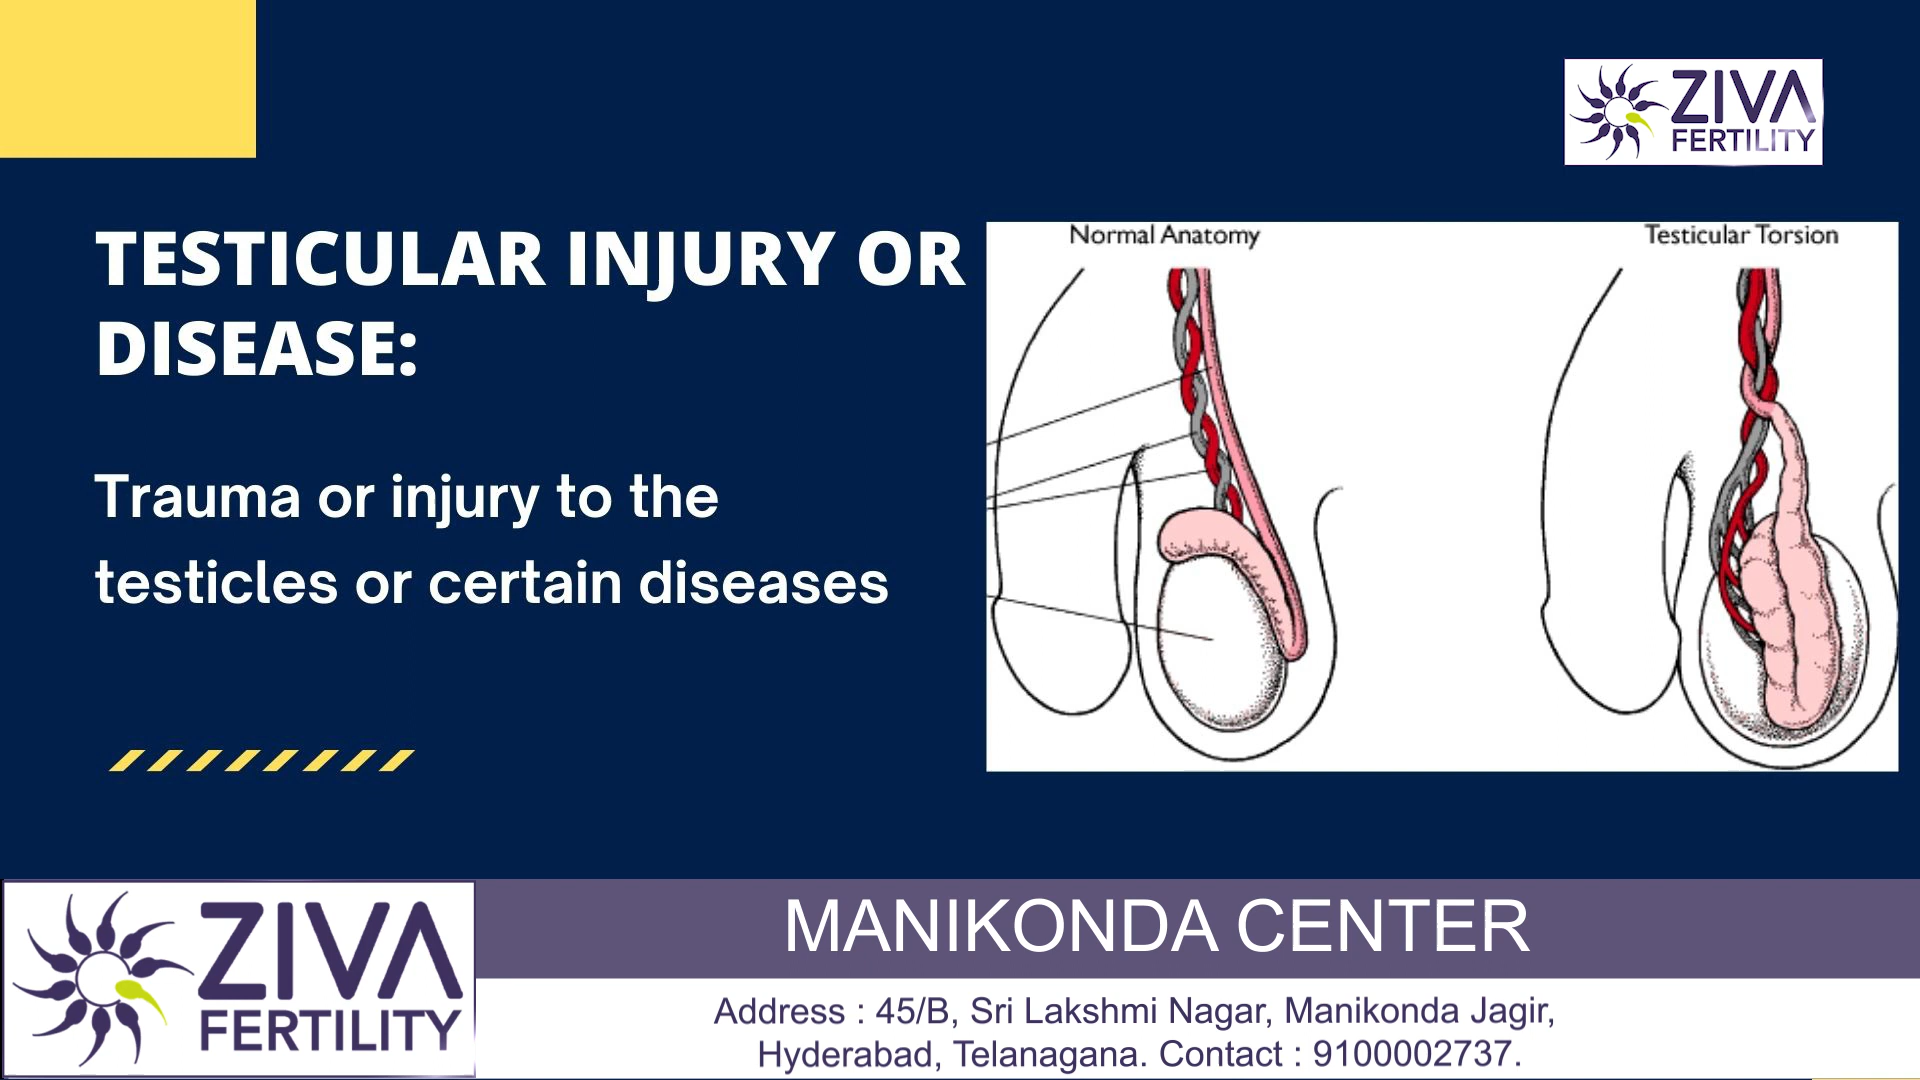 ZIVA
FERTILITY
TESTICULAR INJURY OR
DISEASE:
Trauma or injury to the
testicles or certain diseases
Normal Anatomy
Testicular Torsion
ZIVA
FERTILITY
MANIKONDA CENTER
Address : 45/B, Sri Lakshmi Nagar, Manikonda Jagir,
Hyderabad, Telanagana. Contact : 9100002737.